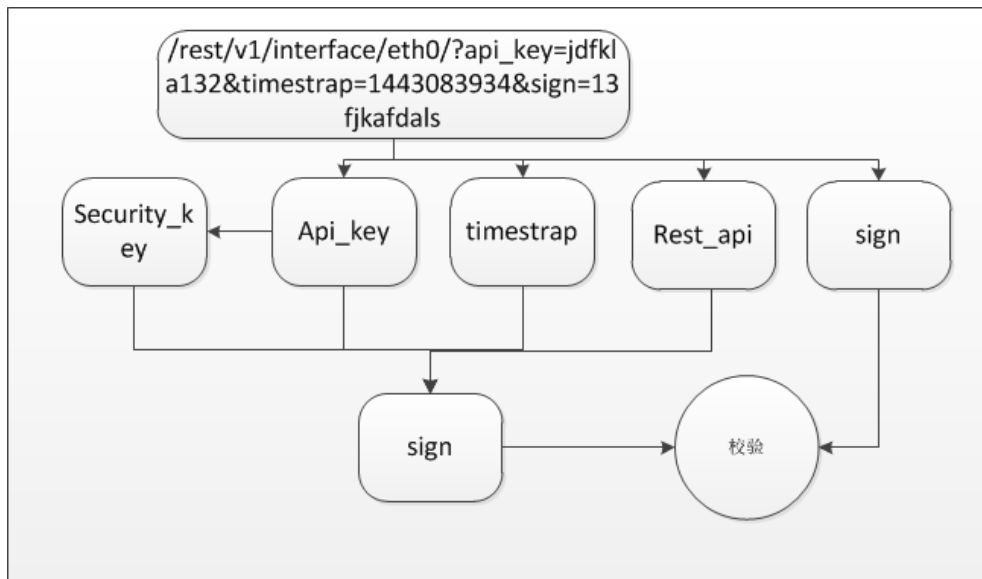 /rest/v1/interface/eth0/?api_key=jdfkl
a132&timestrap=1443083934&sign=13
fjkafdals
Security_k
ey
Api_key
timestrap
Rest_api
sign
sign
校验